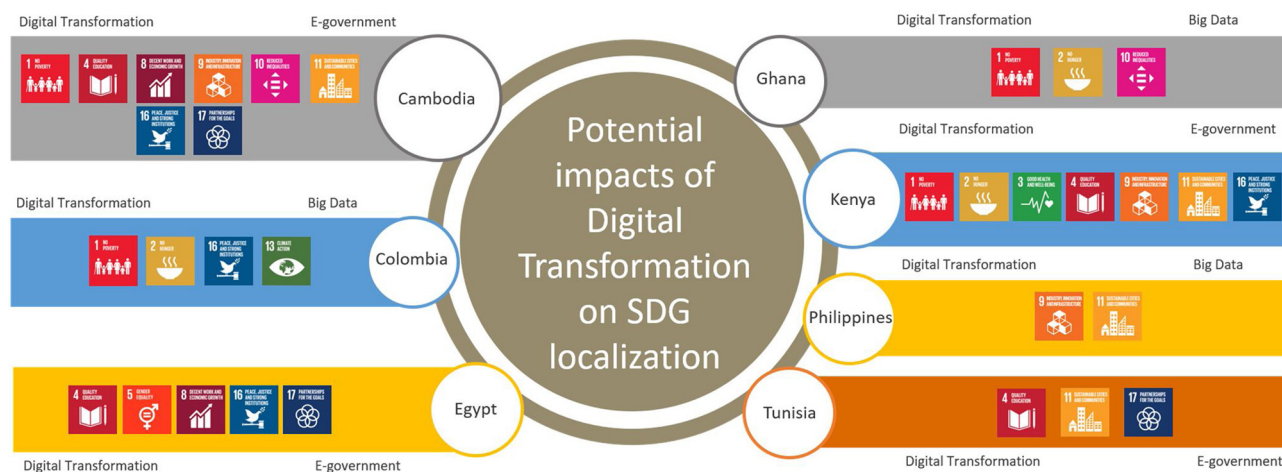 Digital Transformation
E-government
1 NO POVERTY
4 QUALITY EDUCATION
8 DECENT WORK AND ECONOMIC GROWTH
9 INDUSTRY, INNOVATION AND INFRASTRUCTURE
10 REDUCED INEQUALITIES
11 SUSTAINABLE CITIES AND COMMUNITIES
16 PEACE, JUSTICE AND STRONG INSTITUTIONS
17 PARTNERSHIPS FOR THE GOALS
Cambodia
Digital Transformation
Big Data
1 NO POVERTY
2 NO HUNGER
16 PEACE, JUSTICE AND STRONG INSTITUTIONS
13 CLIMATE ACTION
Colombia
4 QUALITY EDUCATION
5 GENDER EQUALITY
8 DECENT WORK AND ECONOMIC GROWTH
16 PEACE, JUSTICE AND STRONG INSTITUTIONS
17 PARTNERSHIPS FOR THE GOALS
Egypt
Digital Transformation
E-government
Potential
impacts of
Digital
Transformation
on SDG
localization
Digital Transformation
Big Data
Ghana
1 NO POVERTY
2 NO HUNGER
10 REDUCED INEQUALITIES
Digital Transformation
E-government
Kenya
1 NO POVERTY
2 NO HUNGER
3 GOOD HEALTH AND WELL-BEING
4 QUALITY EDUCATION
9 INDUSTRY, INNOVATION AND INFRASTRUCTURE
11 SUSTAINABLE CITIES AND COMMUNITIES
16 PEACE, JUSTICE AND STRONG INSTITUTIONS
Digital Transformation
Big Data
Philippines
9 INDUSTRY, INNOVATION AND INFRASTRUCTURE
11 SUSTAINABLE CITIES AND COMMUNITIES
Tunisia
4 QUALITY EDUCATION
11 SUSTAINABLE CITIES AND COMMUNITIES
17 PARTNERSHIPS FOR THE GOALS
Digital Transformation
E-government